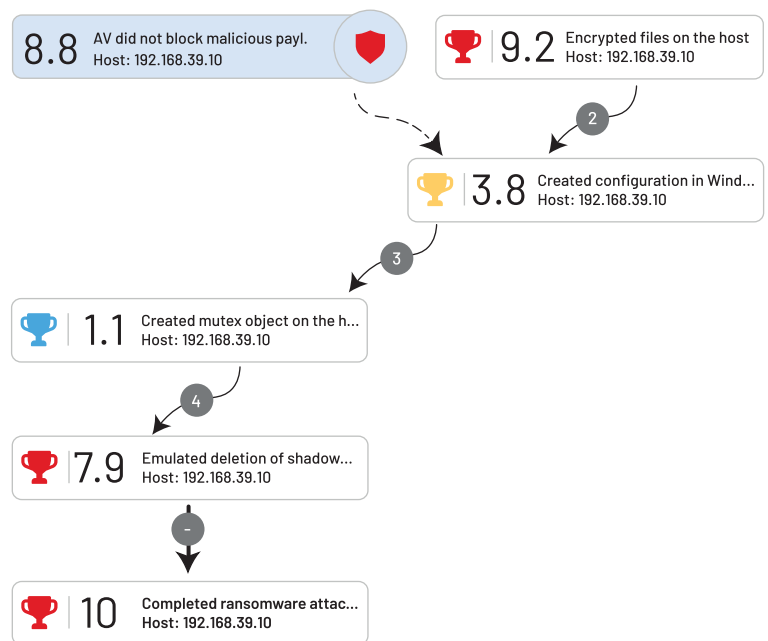 8.8
AV did not block malicious payl.
Host: 192.168.39.10
9.2
Encrypted files on the host
Host: 192.168.39.10
2
3.8
Created configuration in Wind...
Host: 192.168.39.10
3
1.1
Created mutex object on the h...
Host: 192.168.39.10
4
7.9
Emulated deletion of shadow...
Host: 192.168.39.10
-
10
Completed ransomware attac...
Host: 192.168.39.10